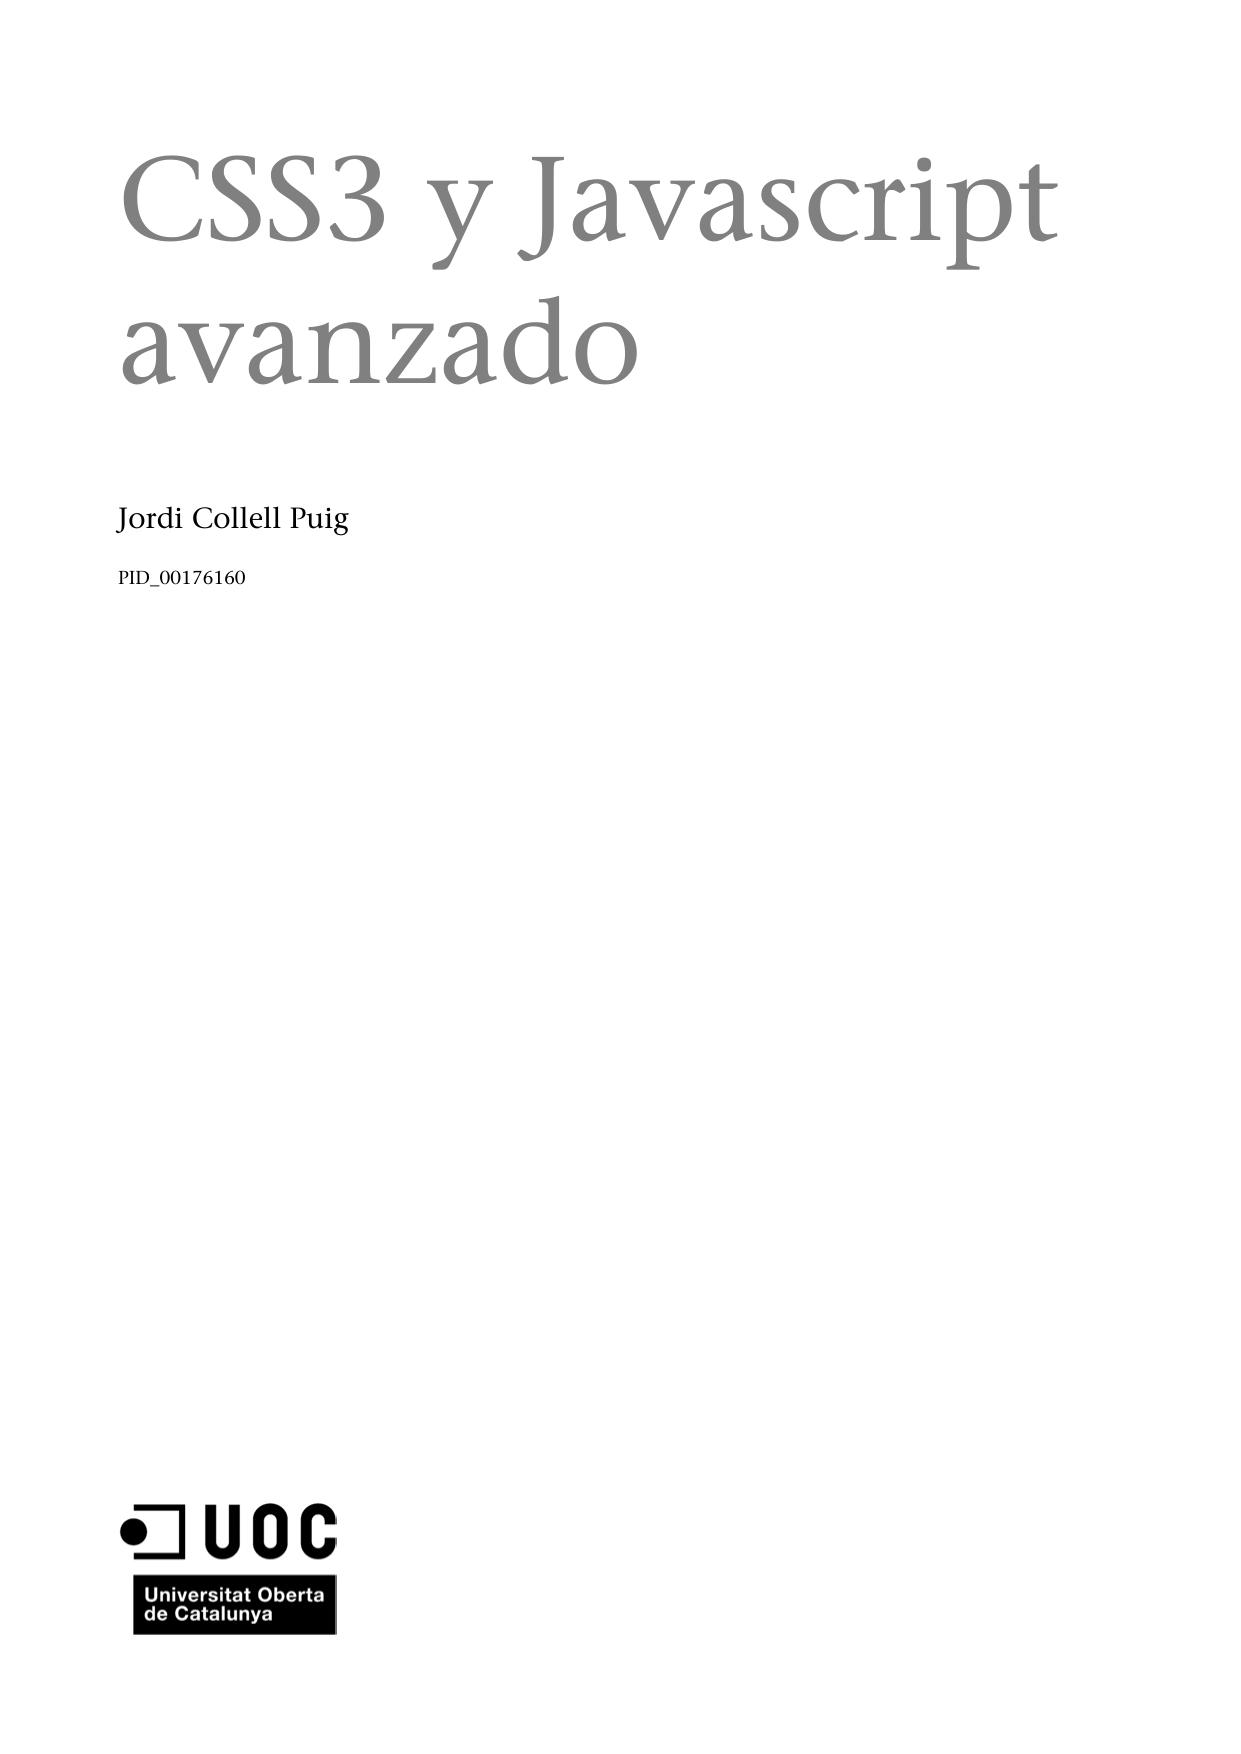 CSS3 y Javascript
avanzado
Jordi Collell Puig
PID_00176160
UOC
Universitat Oberta
de Catalunya